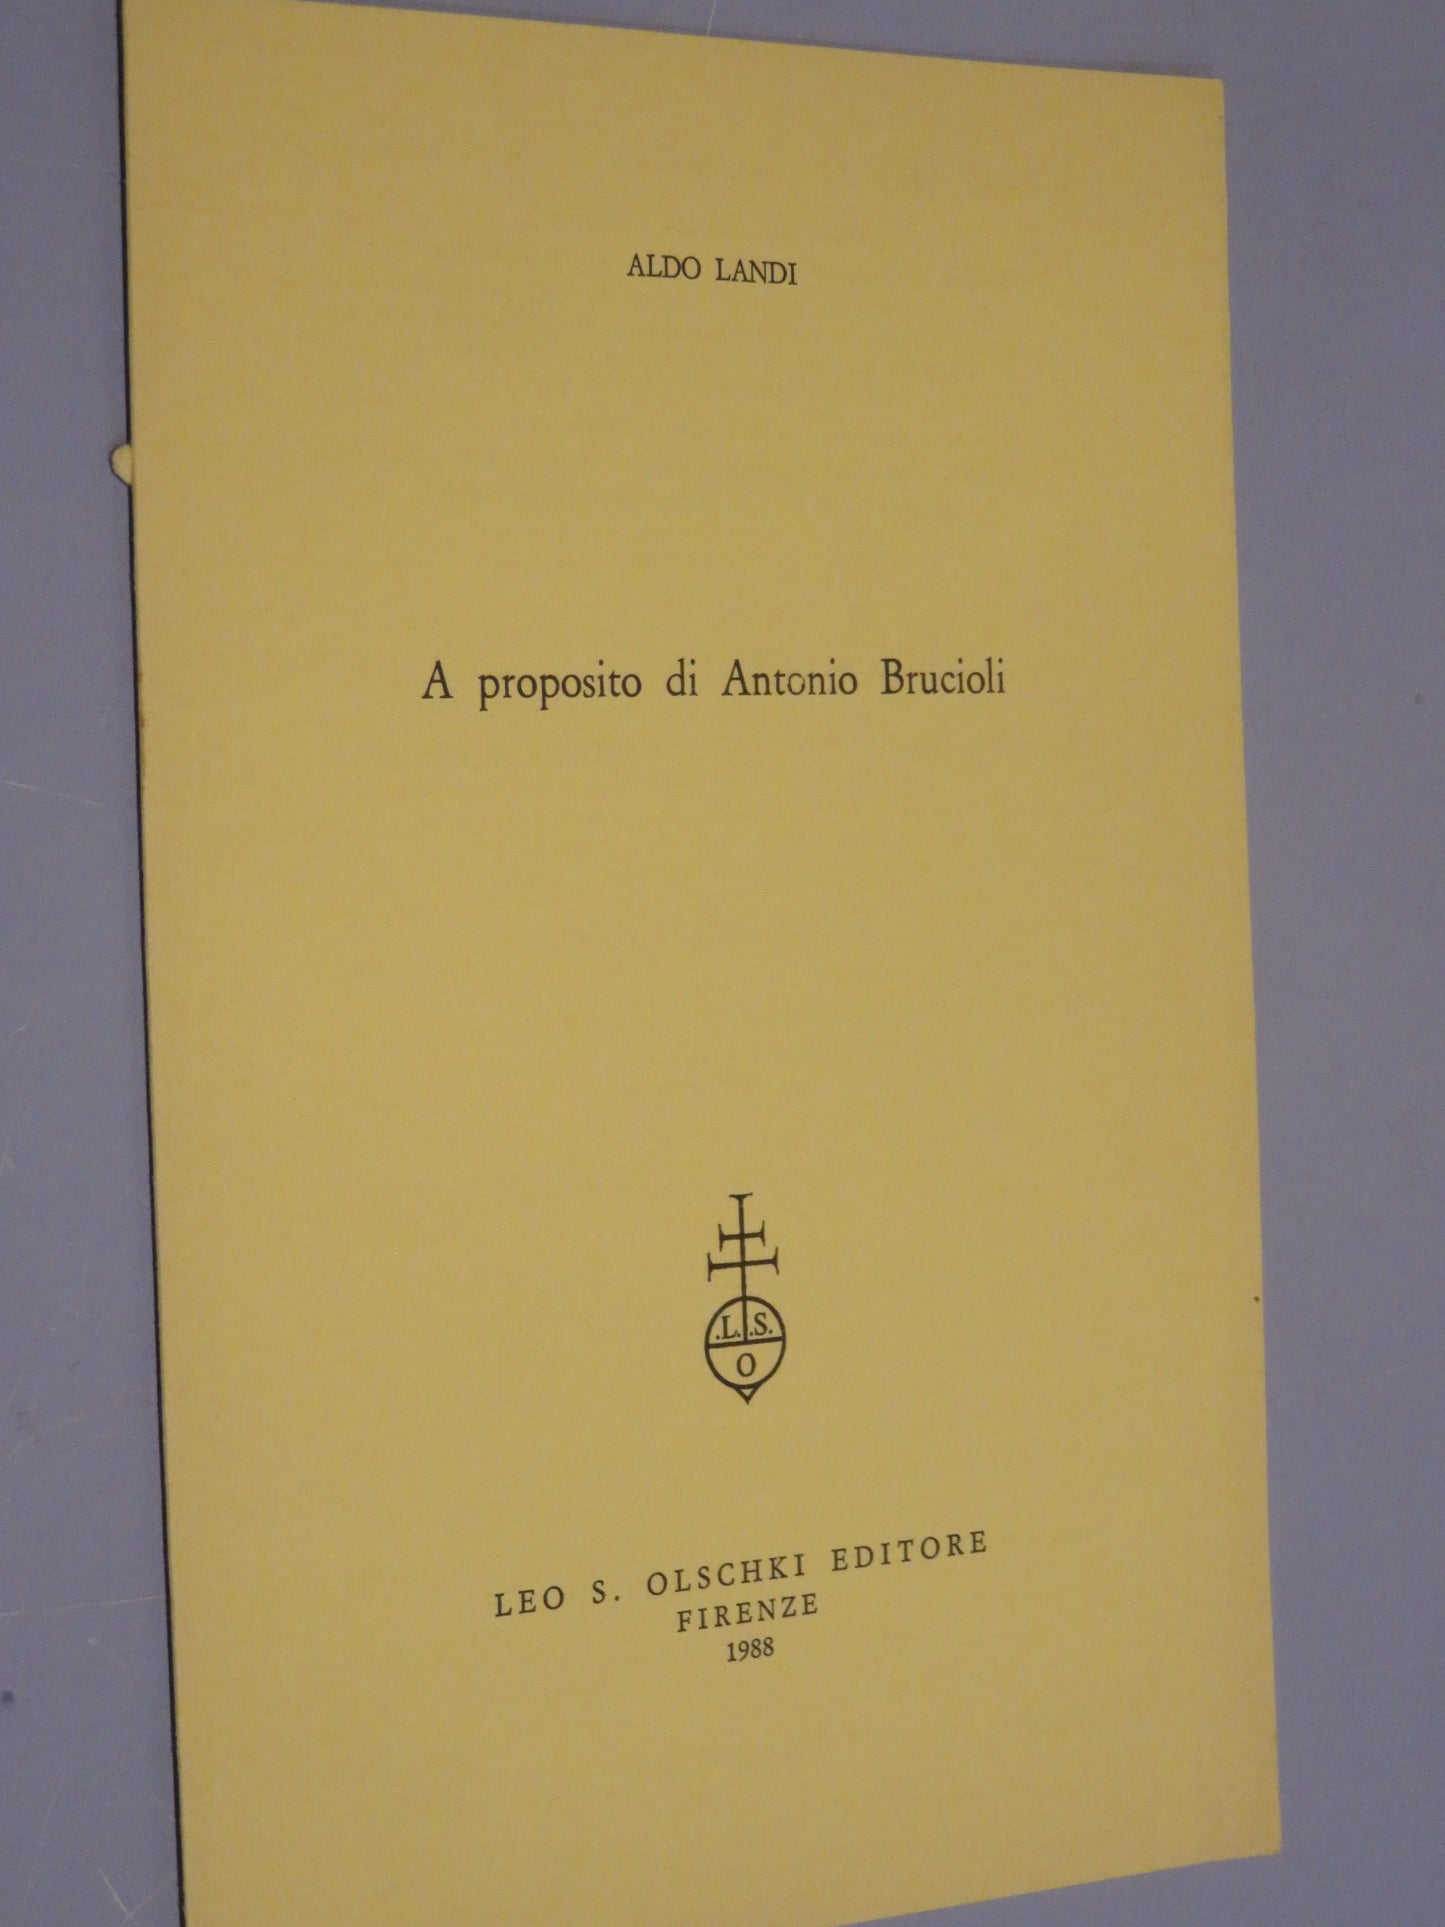 ALDO LANDI
A proposito di Antonio Brucioli
.L. .S.
O
LEO S. OLSCHKI EDITORE
FIRENZE
1988